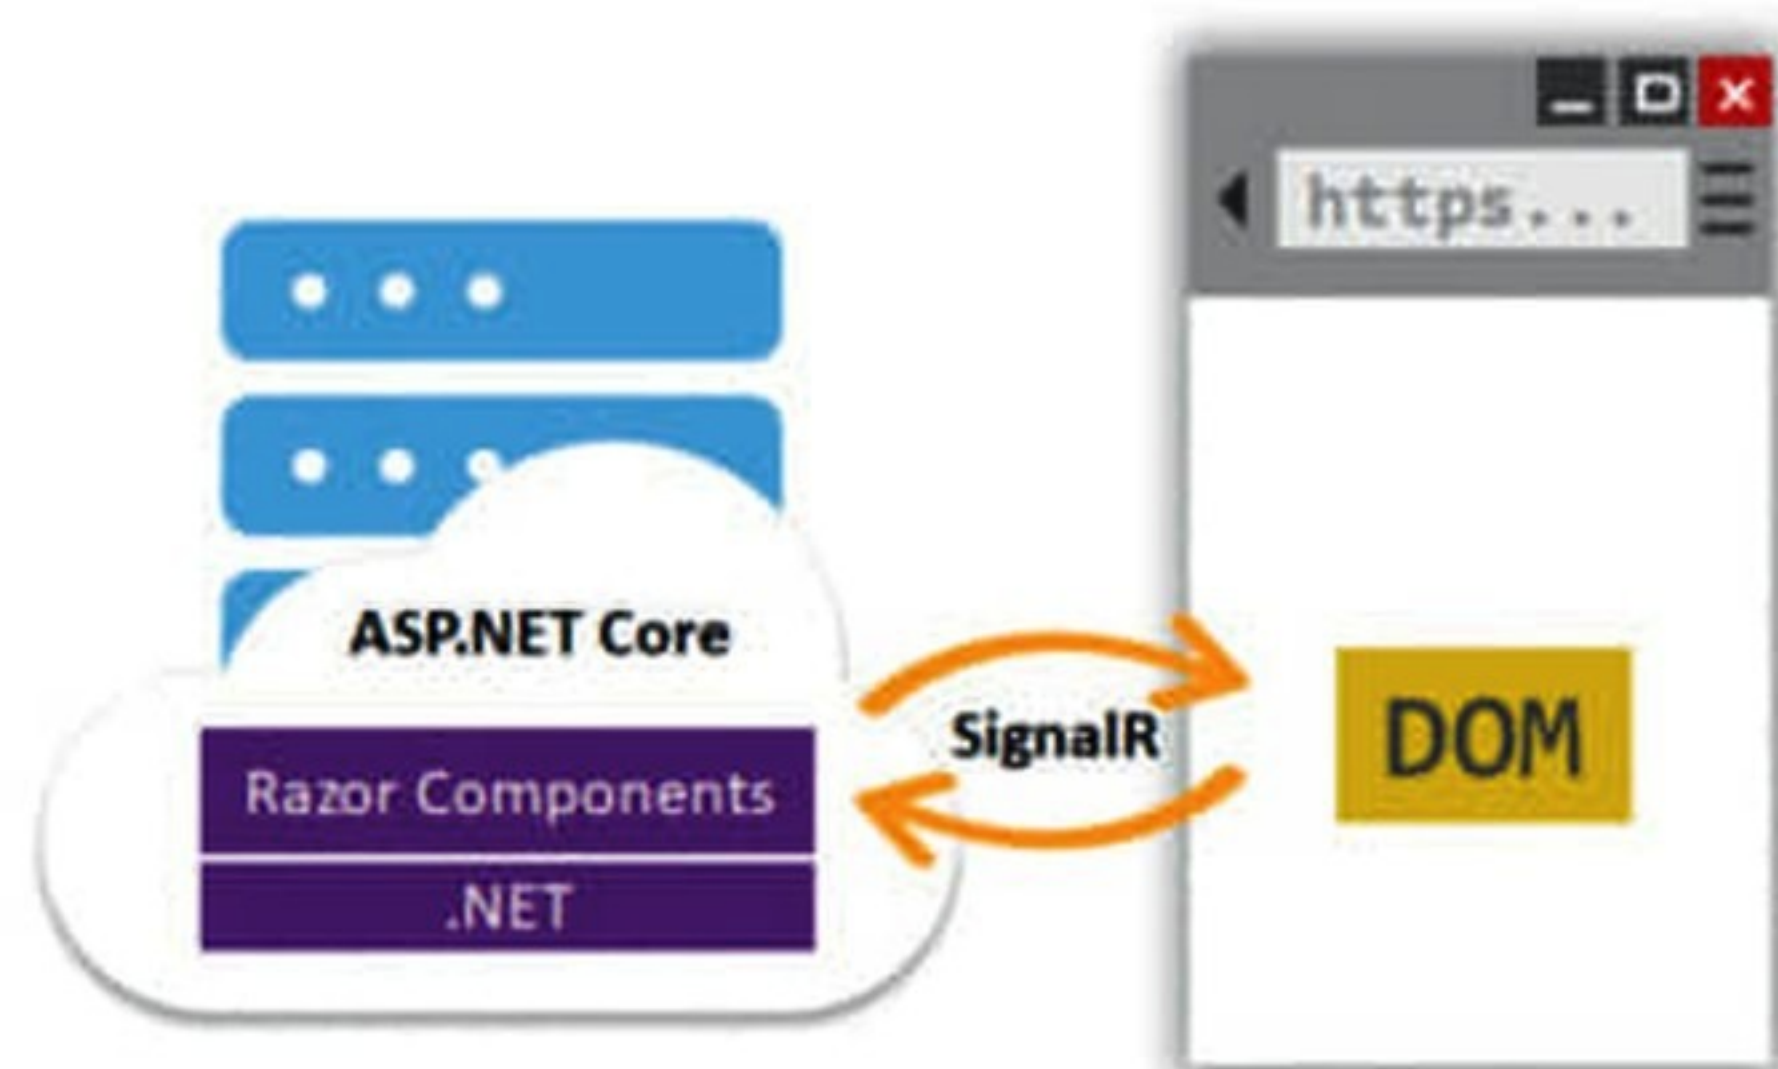 https...
ASP.NET Core
SignalR
DOM
Razor Components
.NET